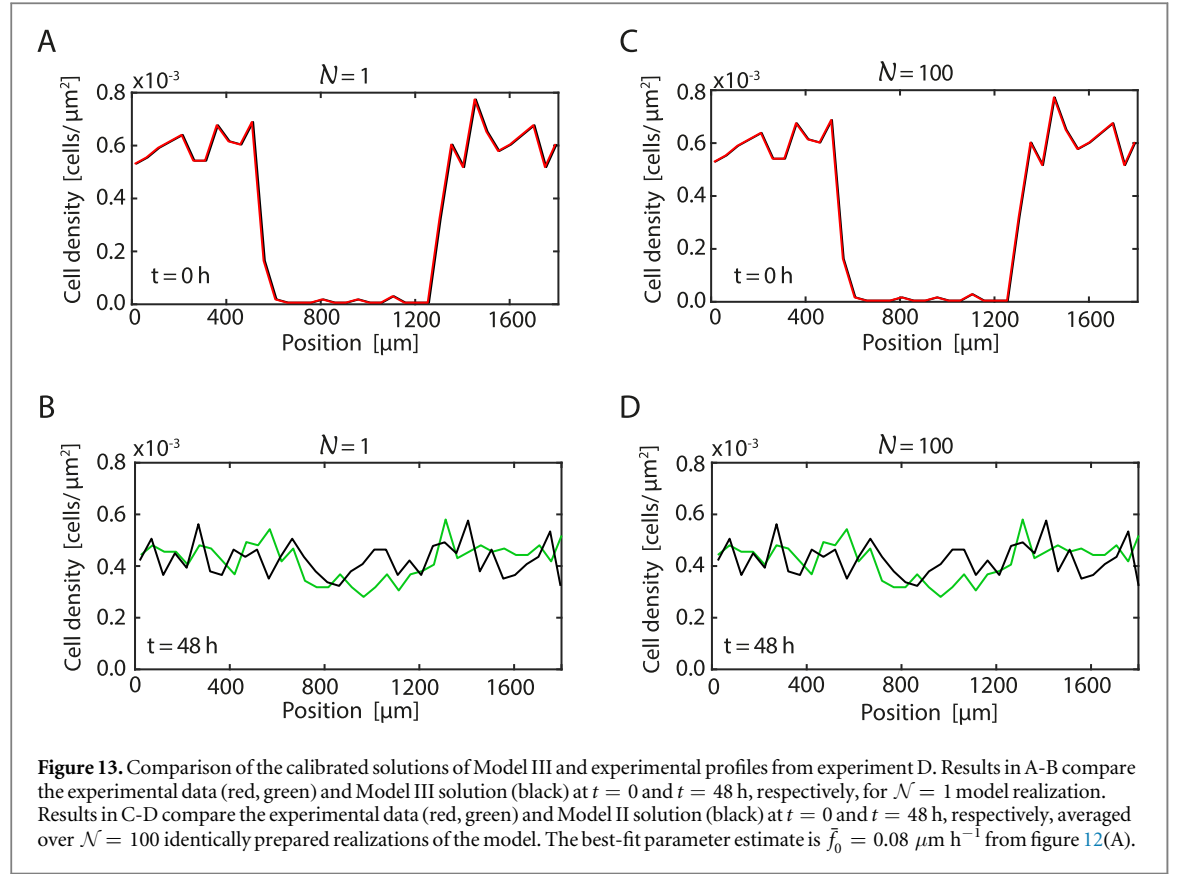 A
x10-3
𝒩 = 1
0.8
0.6
0.4
0.2
0.0
Cell density [cells/μm2]
t = 0 h
0 400 800 1200 1600
Position [μm]
C
x10-3
𝒩 = 100
0.8
0.6
0.4
0.2
0.0
Cell density [cells/μm2]
t = 0 h
0 400 800 1200 1600
Position [μm]
B
x10-3
𝒩 = 1
0.8
0.6
0.4
0.2
0.0
Cell density [cells/μm2]
t = 48 h
0 400 800 1200 1600
Position [μm]
D
x10-3
𝒩 = 100
0.8
0.6
0.4
0.2
0.0
Cell density [cells/μm2]
t = 48 h
0 400 800 1200 1600
Position [μm]
Figure 13. Comparison of the calibrated solutions of Model III and experimental profiles from experiment D. Results in A-B compare
the experimental data (red, green) and Model III solution (black) at t = 0 and t = 48 h, respectively, for 𝒩 = 1 model realization.
Results in C-D compare the experimental data (red, green) and Model II solution (black) at t = 0 and t = 48 h, respectively, averaged
over 𝒩 = 100 identically prepared realizations of the model. The best-fit parameter estimate is f̄0 = 0.08 μm h−1 from figure 12(A).